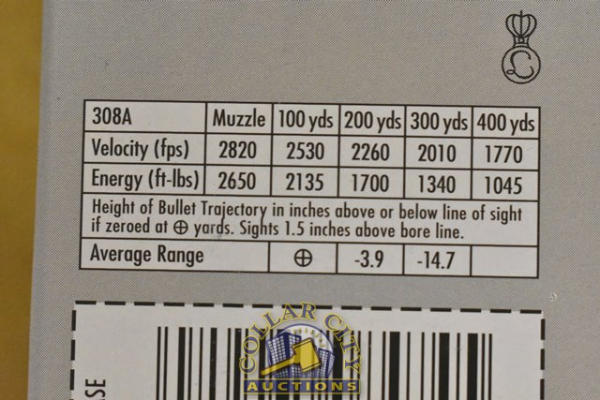 308A Muzzle 100 yds 200 yds 300 yds 400 yds
Velocity (fps) 2820 2530 2260 2010 1770
Energy (ft-lbs) 2650 2135 1700 1340 1045
Height of Bullet Trajectory in inches above or below line of sight
if zeroed at ⊕ yards. Sights 1.5 inches above bore line.
Average Range ⊕ -3.9 -14.7
COLLAR CITY
AUCTIONS
SE